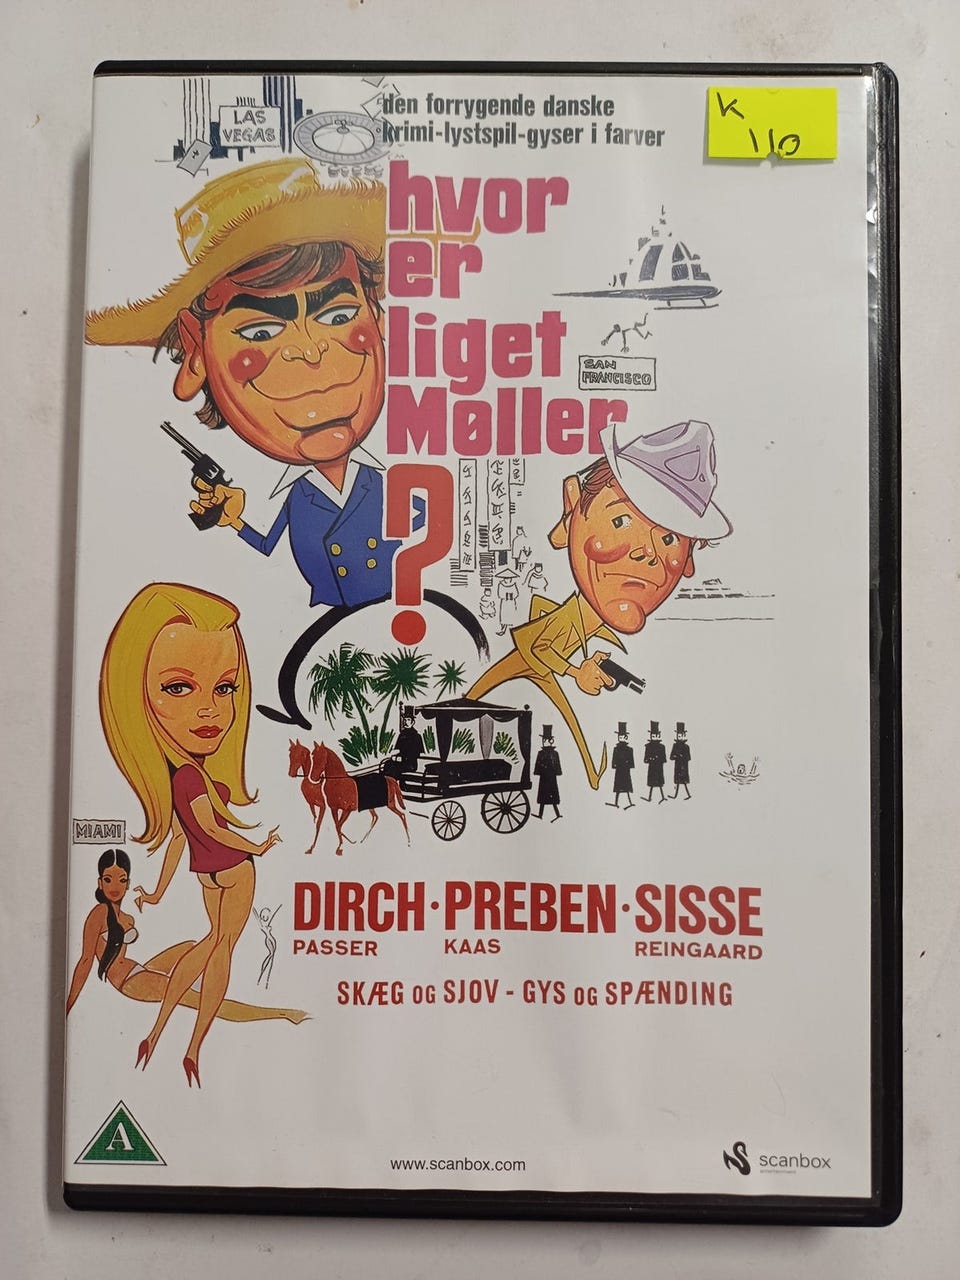 LAS
VEGAS
den forrygende danske
krimi-lystspil-gyser i farver
K
110
hvor
er
liget
Møller
?
SAN
FRANCISCO
MIAMI
DIRCH · PREBEN · SISSE
PASSER KAAS REINGAARD
SKÆG OG SJOV - GYS OG SPÆNDING
A
www.scanbox.com
scanbox
entertainment